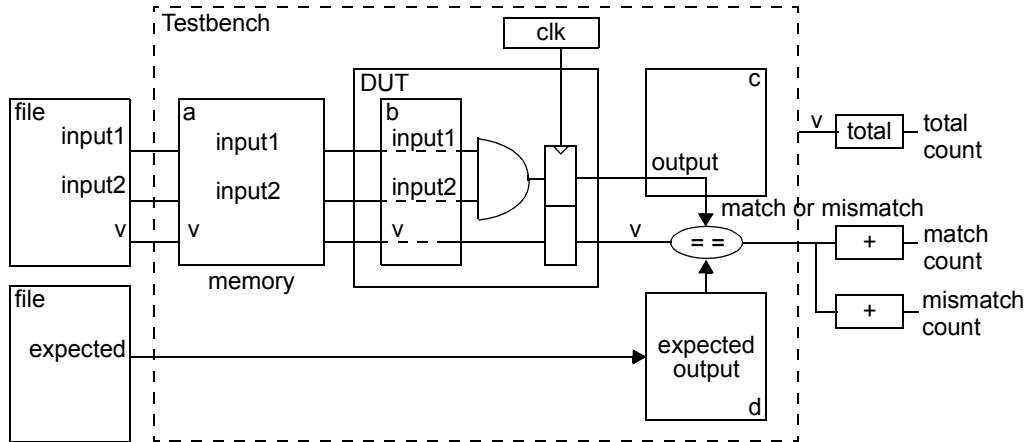 Testbench
clk
file
input1
input2
v
a
input1
input2
v
memory
DUT
b
input1
input2
v
output
v
c
v
total
total
count
match or mismatch
= =
+
match
count
+
mismatch
count
file
expected
expected
output
d